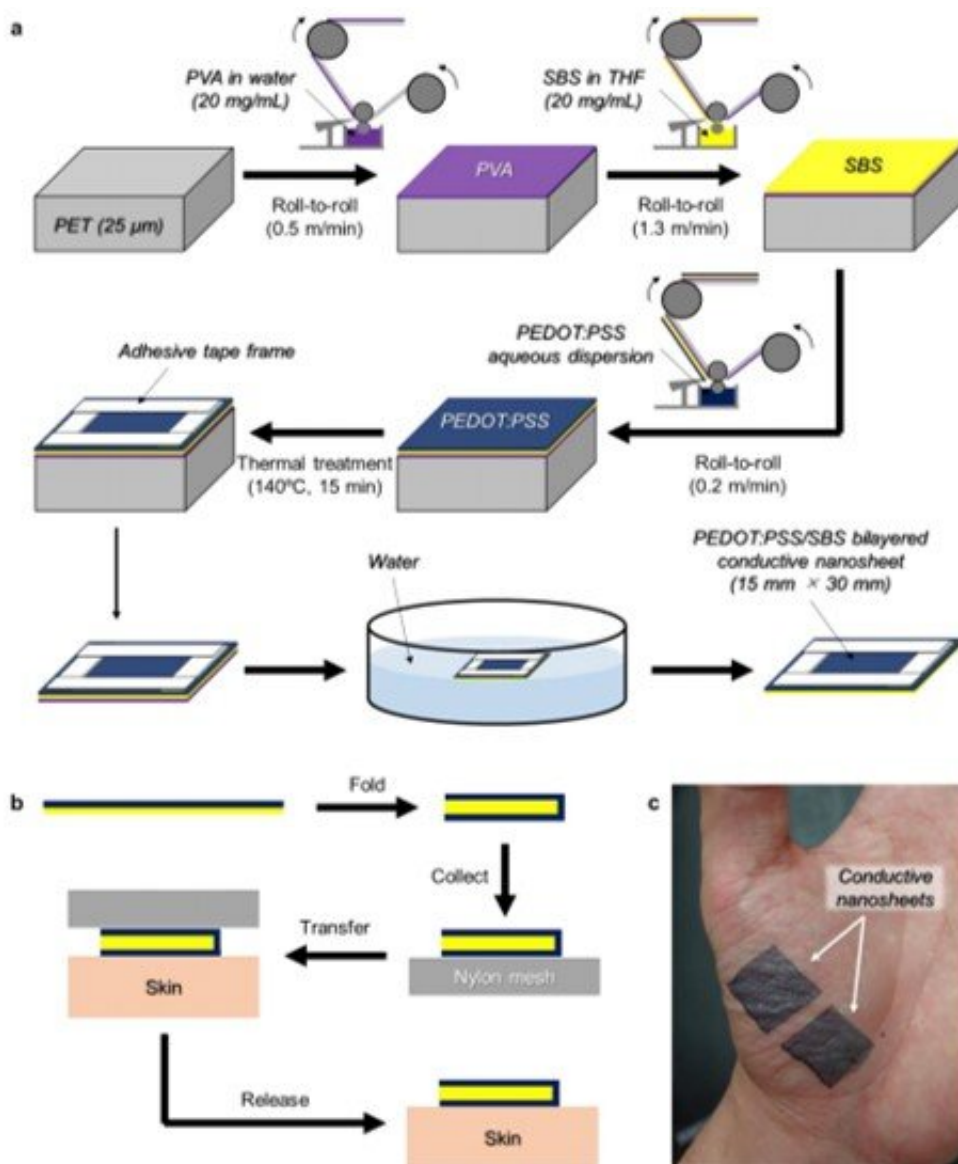 a
PVA in water
(20 mg/mL)
SBS in THF
(20 mg/mL)
PET (25 μm)
Roll-to-roll
(0.5 m/min)
PVA
Roll-to-roll
(1.3 m/min)
SBS
PEDOT:PSS
aqueous dispersion
Adhesive tape frame
Thermal treatment
(140ºC, 15 min)
PEDOT:PSS
Roll-to-roll
(0.2 m/min)
Water
PEDOT:PSS/SBS bilayered
conductive nanosheet
(15 mm × 30 mm)
b
Fold
Collect
Nylon mesh
Transfer
Skin
Release
Skin
c
Conductive
nanosheets